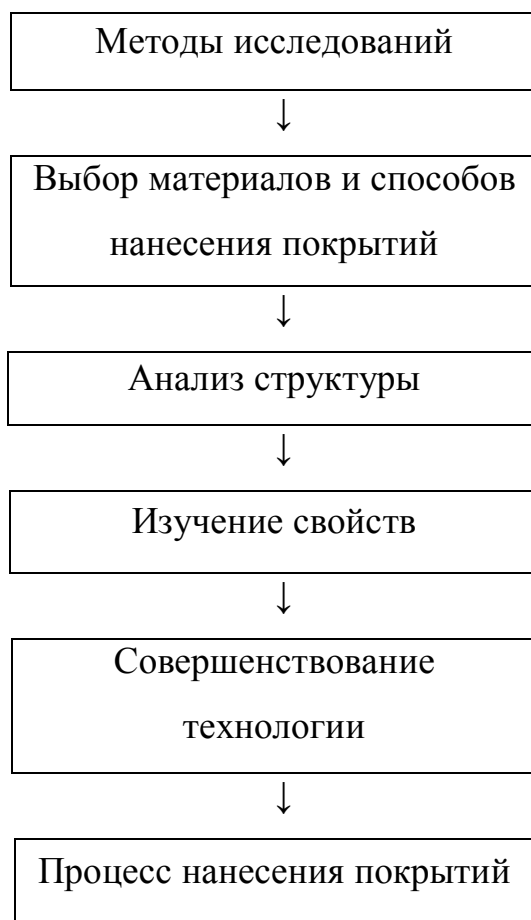 Методы исследований
↓
Выбор материалов и способов
нанесения покрытий
↓
Анализ структуры
↓
Изучение свойств
↓
Совершенствование
технологии
↓
Процесс нанесения покрытий